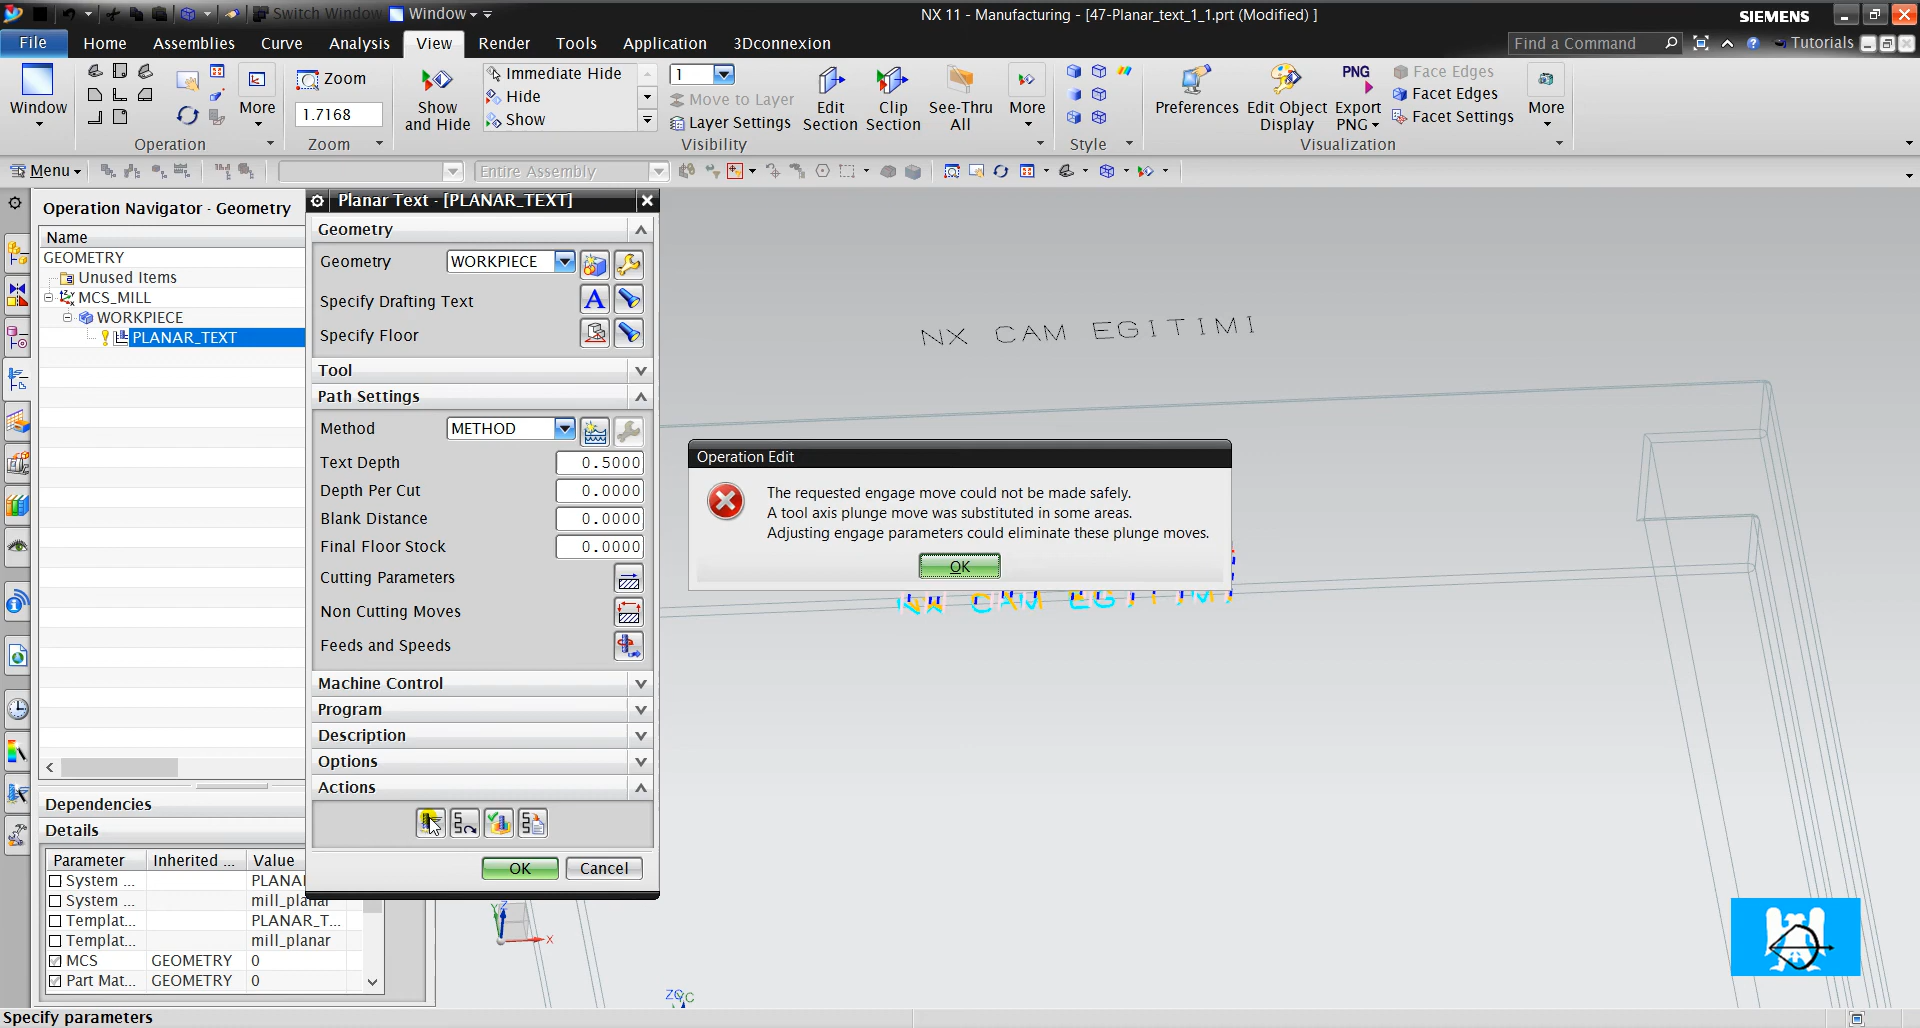 Switch Window Window
NX 11 - Manufacturing - [47-Planar_text_1_1.prt (Modified) ]
SIEMENS
File Home Assemblies Curve Analysis View Render Tools Application 3Dconnexion
Find a Command
Tutorials
Window
More
Operation
Zoom
1.7168
Zoom
Show and Hide
Immediate Hide
Hide
Show
1
Move to Layer
Layer Settings
Edit Section
Clip Section
See-Thru All
More
Visibility
Style
Preferences
Edit Object Display
PNG
Export PNG
Face Edges
Facet Edges
Facet Settings
More
Visualization
Menu
Entire Assembly
Operation Navigator - Geometry
Name
GEOMETRY
Unused Items
MCS_MILL
WORKPIECE
PLANAR_TEXT
Dependencies
Details
Parameter Inherited ... Value
System ... PLANA
System ... mill_planar
Templat... PLANAR_T...
Templat... mill_planar
MCS GEOMETRY 0
Part Mat... GEOMETRY 0
Planar Text - [PLANAR_TEXT]
Geometry
Geometry WORKPIECE
Specify Drafting Text
A
Specify Floor
Tool
Path Settings
Method METHOD
Text Depth 0.5000
Depth Per Cut 0.0000
Blank Distance 0.0000
Final Floor Stock 0.0000
Cutting Parameters
Non Cutting Moves
Feeds and Speeds
Machine Control
Program
Description
Options
Actions
OK Cancel
NX CAM EGITIMI
Operation Edit
The requested engage move could not be made safely.
A tool axis plunge move was substituted in some areas.
Adjusting engage parameters could eliminate these plunge moves.
OK
NX CAM EGITIMI
X
Specify parameters